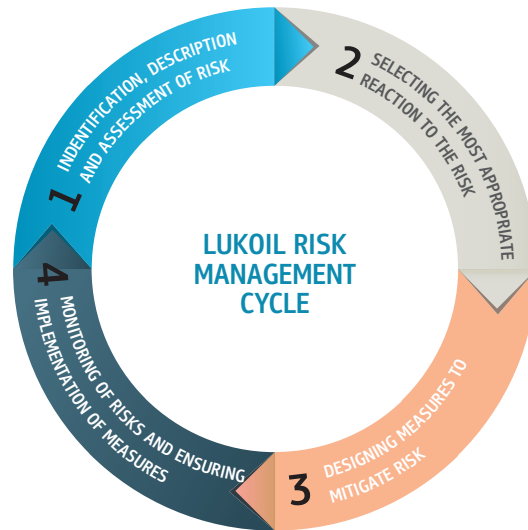 LUKOIL RISK
MANAGEMENT
CYCLE
1
INDENTIFICATION, DESCRIPTION
AND ASSESSMENT OF RISK
2
SELECTING THE MOST APPROPRIATE
REACTION TO THE RISK
3
DESIGNING MEASURES TO
MITIGATE RISK
4
MONITORING OF RISKS AND ENSURING
IMPLEMENTATION OF MEASURES